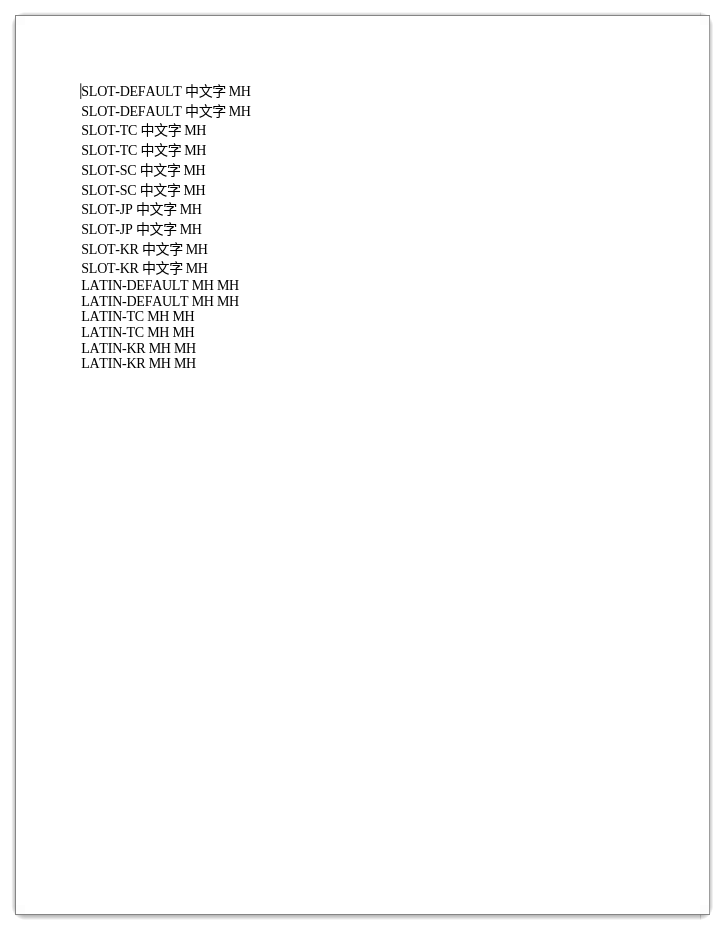 SLOT-DEFAULT 中文字 MH
SLOT-DEFAULT 中文字 MH
SLOT-TC 中文字 MH
SLOT-TC 中文字 MH
SLOT-SC 中文字 MH
SLOT-SC 中文字 MH
SLOT-JP 中文字 MH
SLOT-JP 中文字 MH
SLOT-KR 中文字 MH
SLOT-KR 中文字 MH
LATIN-DEFAULT MH MH
LATIN-DEFAULT MH MH
LATIN-TC MH MH
LATIN-TC MH MH
LATIN-KR MH MH
LATIN-KR MH MH